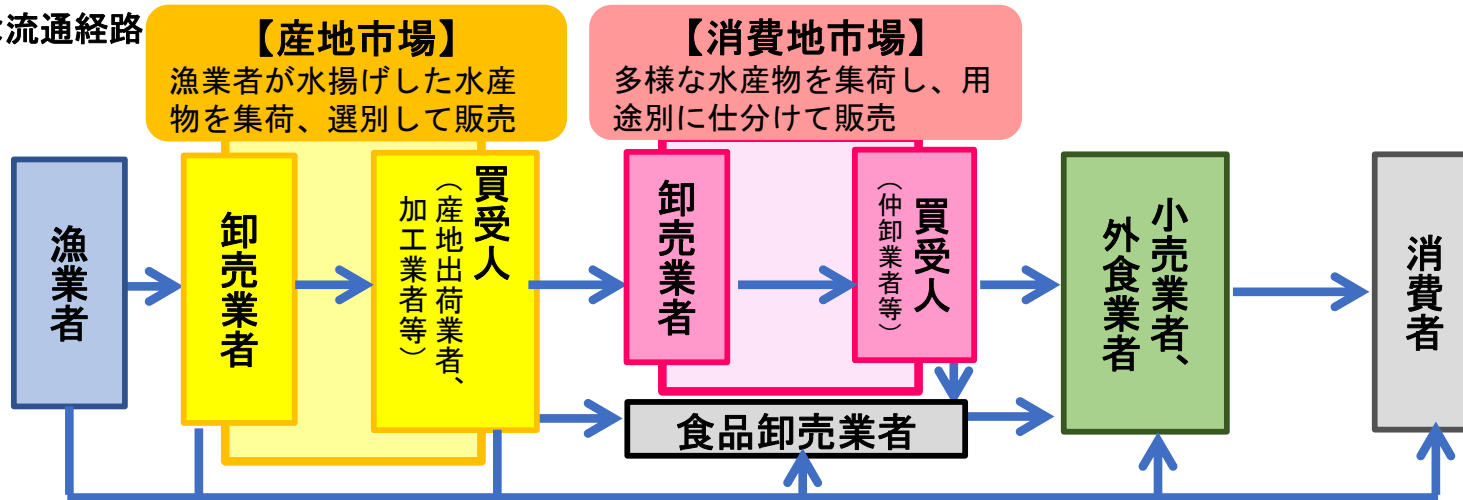 流通経路
【産地市場】
漁業者が水揚げした水産
物を集荷、選別して販売
【消費地市場】
多様な水産物を集荷し、用
途別に仕分けて販売
漁業者
卸売業者
買受人
（産地出荷業者、
加工業者等）
卸売業者
買受人
（仲卸業者等）
食品卸売業者
小売業者、
外食業者
消費者